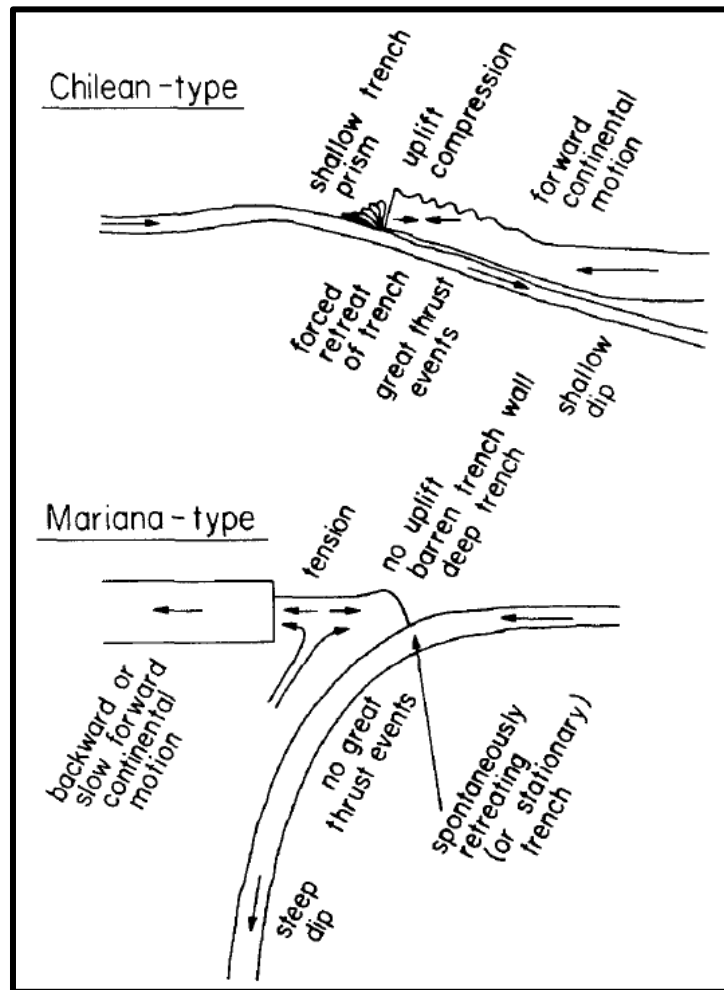 Chilean-type
shallow trench
prism
uplift
compression
forward
continental
motion
forced
retreat
of trench
great thrust
events
shallow
dip
Mariana-type
tension
no uplift
barren trench wall
deep trench
backward or
slow forward
continental
motion
no great
thrust events
spontaneously
retreating
(or stationary)
trench
steep
dip